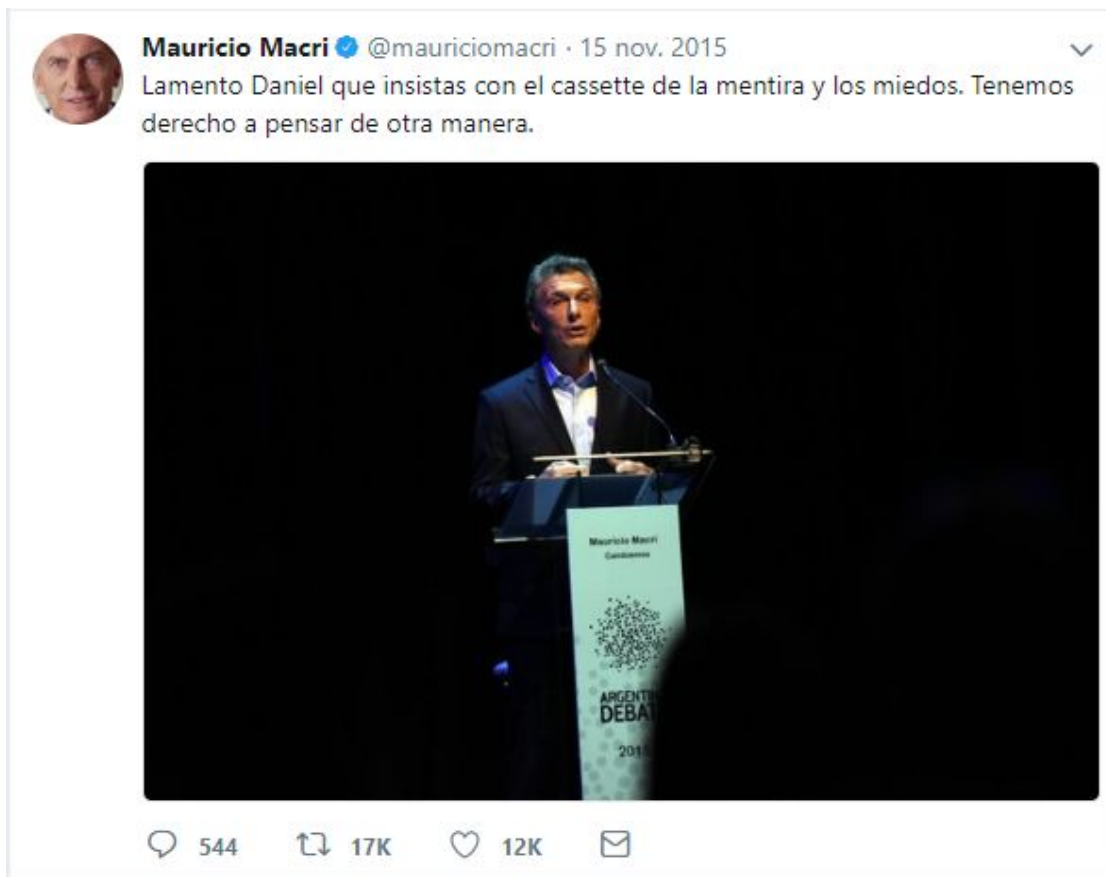 Mauricio Macri @mauriciomacri · 15 nov. 2015
Lamento Daniel que insistas con el cassette de la mentira y los miedos. Tenemos
derecho a pensar de otra manera.
Mauricio Macri
Cambiemos
ARGENTIN
DEBAT
201
544 17K 12K